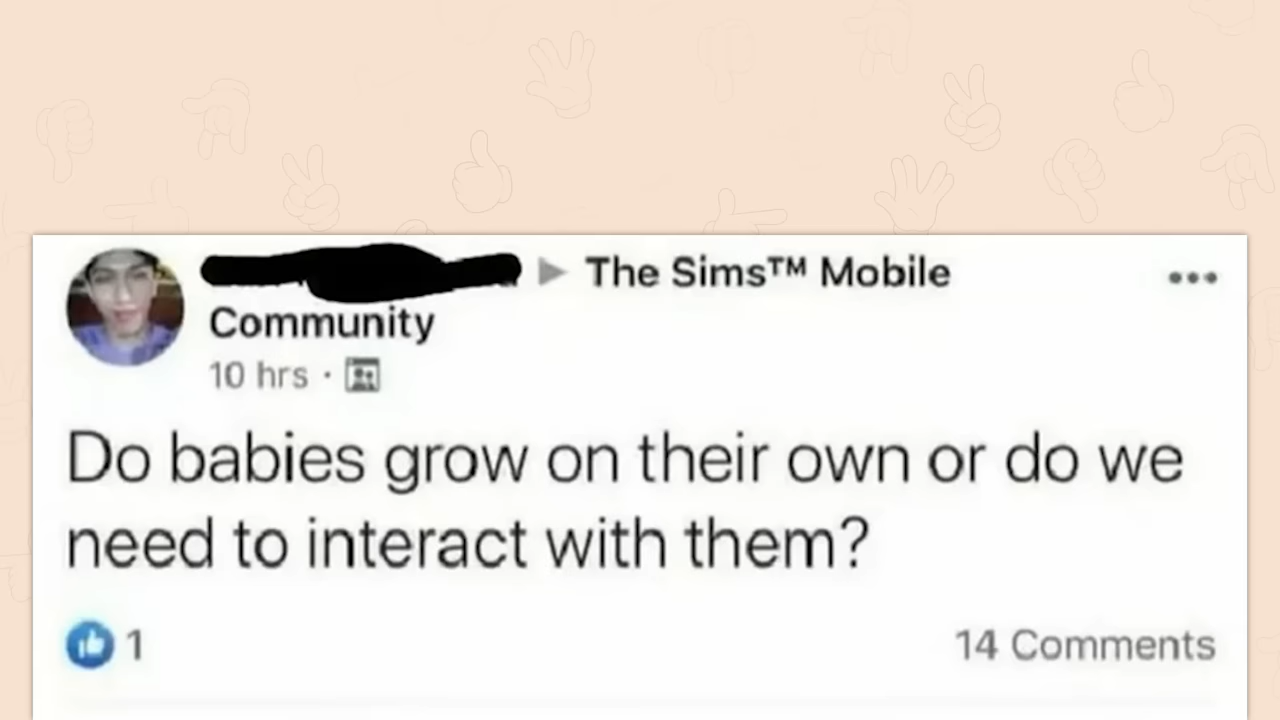 The Sims™ Mobile
Community
10 hrs ·
Do babies grow on their own or do we
need to interact with them?
1
14 Comments